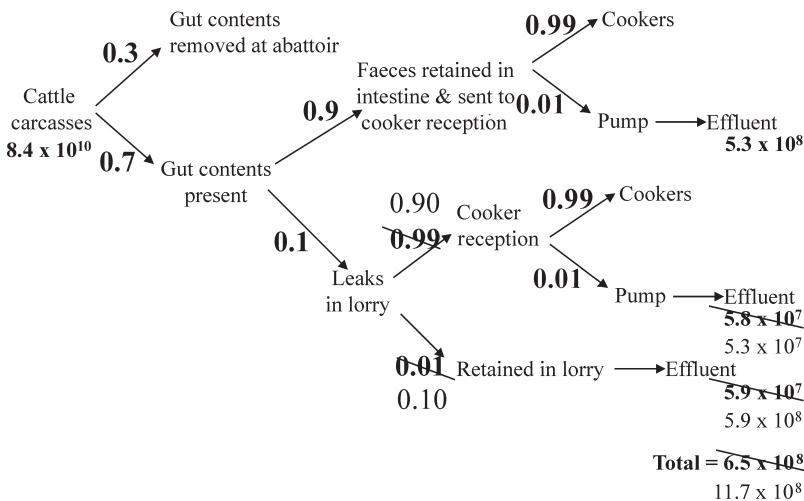 Gut contents
removed at abattoir
0.3
Cattle
carcasses
8.4 x 10¹⁰
0.7
Gut contents
present
0.9
Faeces retained in
intestine & sent to
cooker reception
0.99
Cookers
0.01
Pump
Effluent
5.3 x 10⁸
0.1
Leaks
in lorry
0.90
0.99
Cooker
reception
0.99
Cookers
0.01
Pump
Effluent
5.8 x 10⁷
5.3 x 10⁷
0.01
0.10
Retained in lorry
Effluent
5.9 x 10⁷
5.9 x 10⁸
Total = 6.5 x 10⁸
11.7 x 10⁸